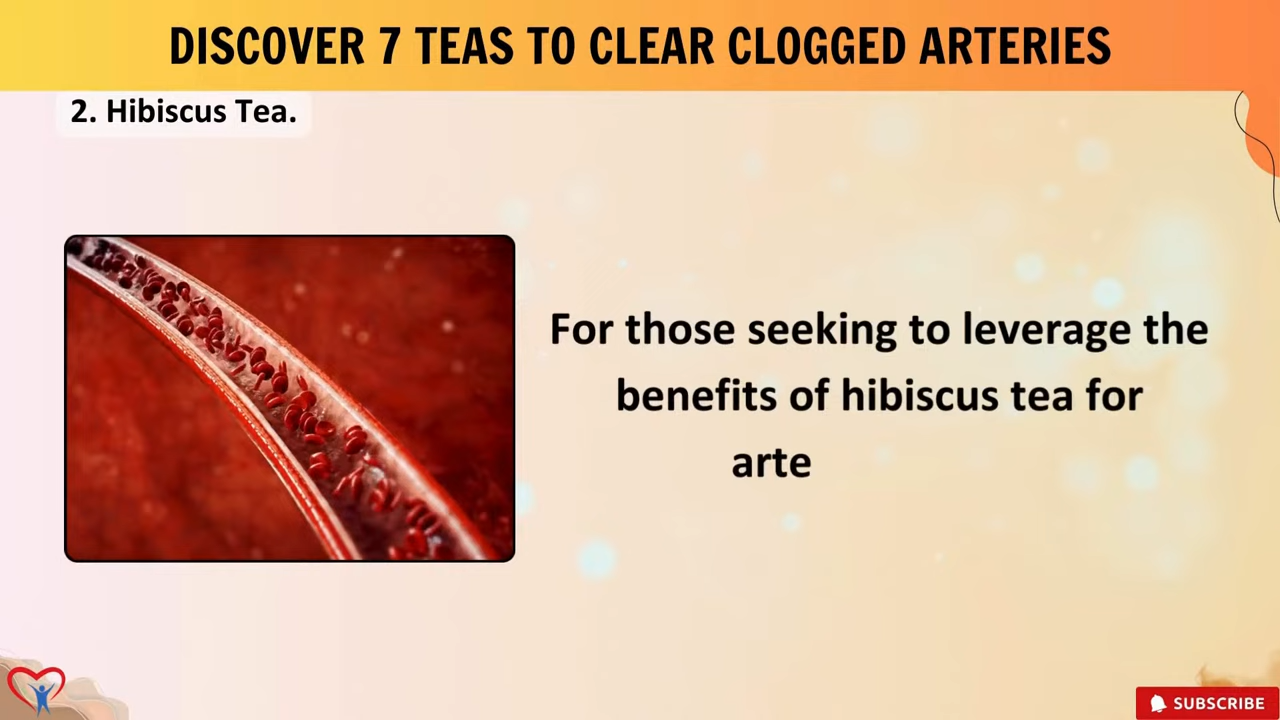 DISCOVER 7 TEAS TO CLEAR CLOGGED ARTERIES
2. Hibiscus Tea.
For those seeking to leverage the
benefits of hibiscus tea for
arte
SUBSCRIBE